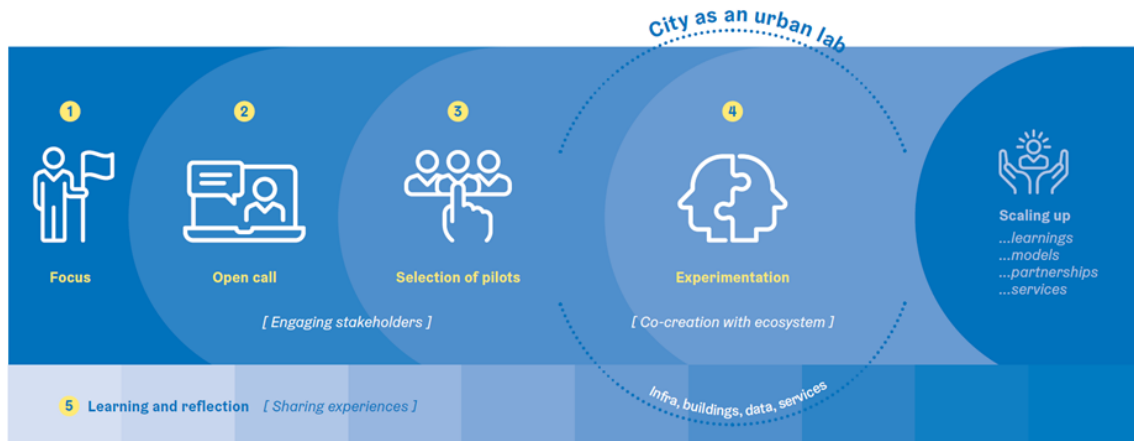 City as an urban lab
1
2
3
4
Focus
Open call
Selection of pilots
Experimentation
Scaling up
...learnings
...models
...partnerships
...services
[ Engaging stakeholders ]
[ Co-creation with ecosystem ]
Infra, buildings, data, services
5 Learning and reflection [ Sharing experiences ]